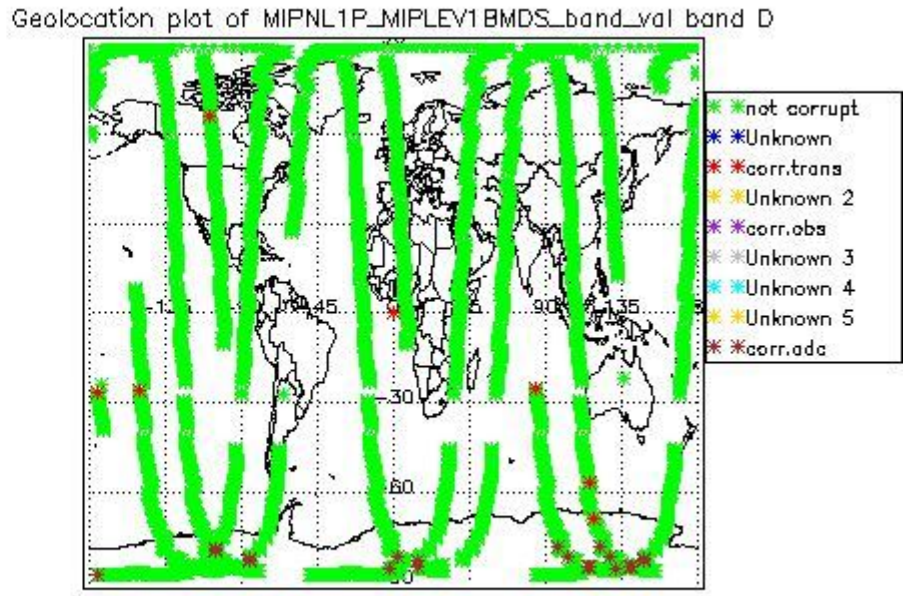 Geolocation plot of MIPNL1P_MIPLEV1BMDS_band_val band D
not corrupt
Unknown
corr.trans
Unknown 2
corr.obs
Unknown 3
Unknown 4
Unknown 5
corr.adc
45
90
135
-30
-60